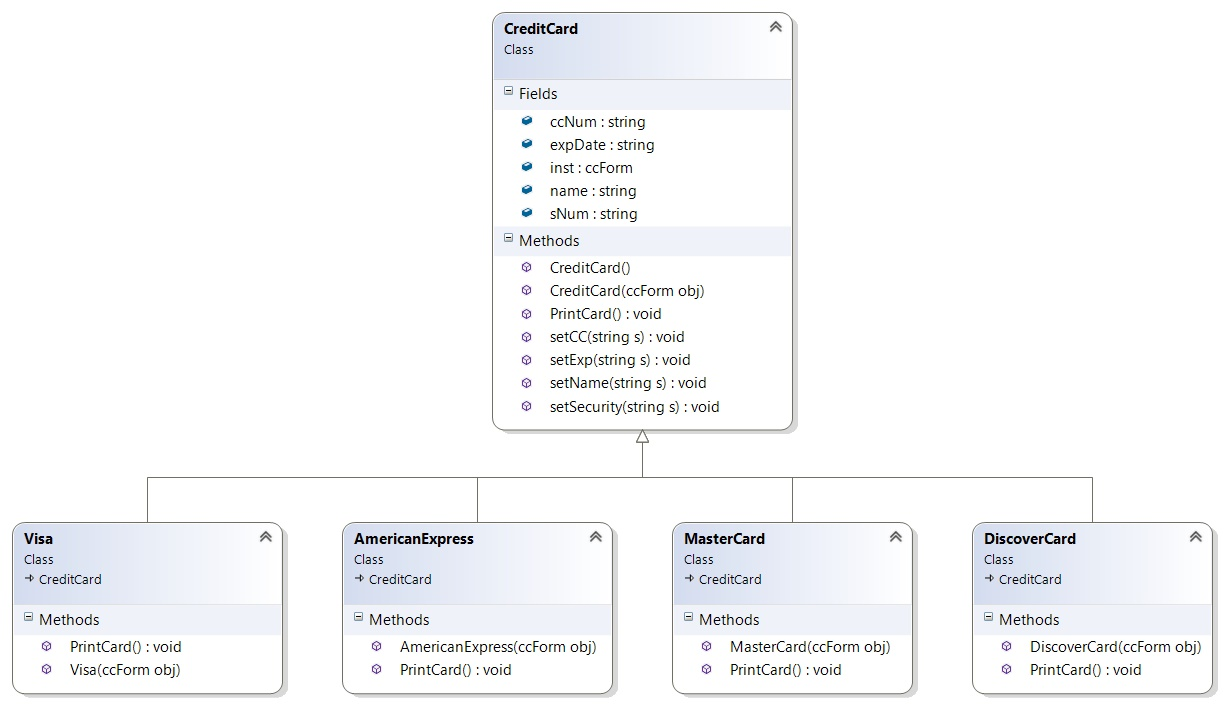 CreditCard
Class
Fields
ccNum : string
expDate : string
inst : ccForm
name : string
sNum : string
Methods
CreditCard()
CreditCard(ccForm obj)
PrintCard() : void
setCC(string s) : void
setExp(string s) : void
setName(string s) : void
setSecurity(string s) : void
Visa
Class
CreditCard
Methods
PrintCard() : void
Visa(ccForm obj)
AmericanExpress
Class
CreditCard
Methods
AmericanExpress(ccForm obj)
PrintCard() : void
MasterCard
Class
CreditCard
Methods
MasterCard(ccForm obj)
PrintCard() : void
DiscoverCard
Class
CreditCard
Methods
DiscoverCard(ccForm obj)
PrintCard() : void